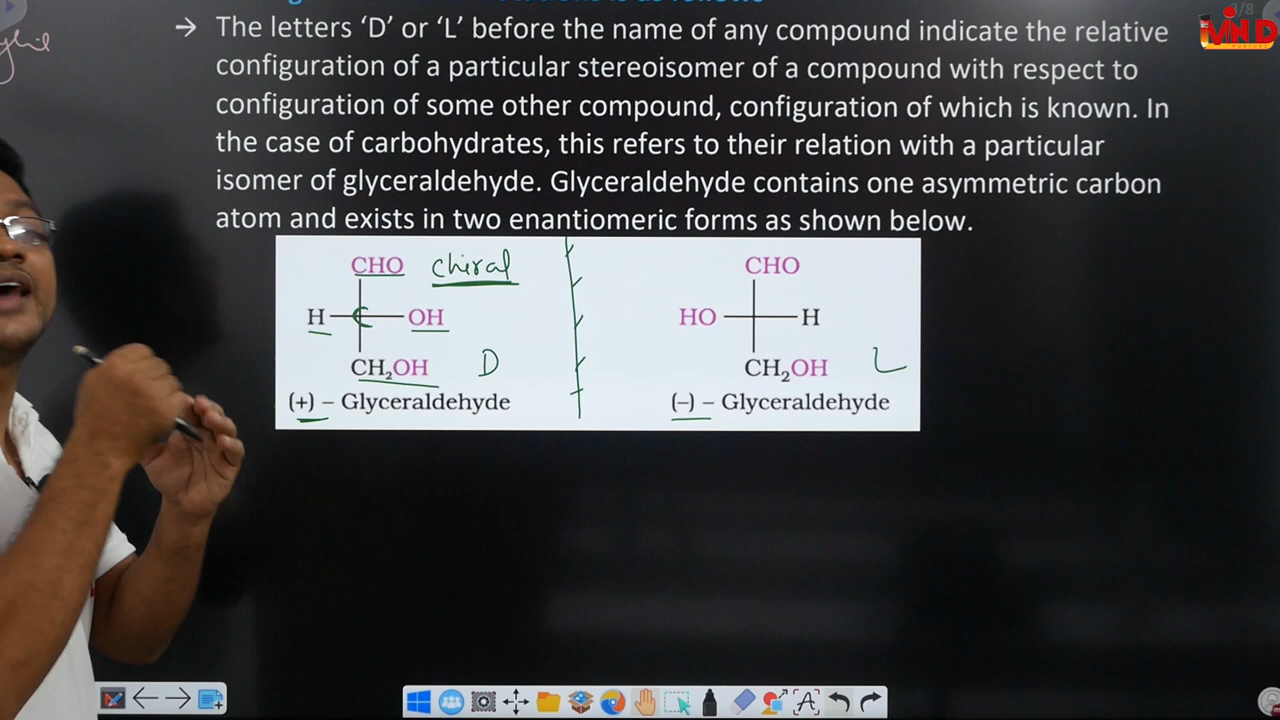 → The letters ‘D’ or ‘L’ before the name of any compound indicate the relative
configuration of a particular stereoisomer of a compound with respect to
configuration of some other compound, configuration of which is known. In
the case of carbohydrates, this refers to their relation with a particular
isomer of glyceraldehyde. Glyceraldehyde contains one asymmetric carbon
atom and exists in two enantiomeric forms as shown below.
CHO chiral
H C OH
CH₂OH D
(+) – Glyceraldehyde
CHO
HO H
CH₂OH L
(–) – Glyceraldehyde
/8
MIND
A